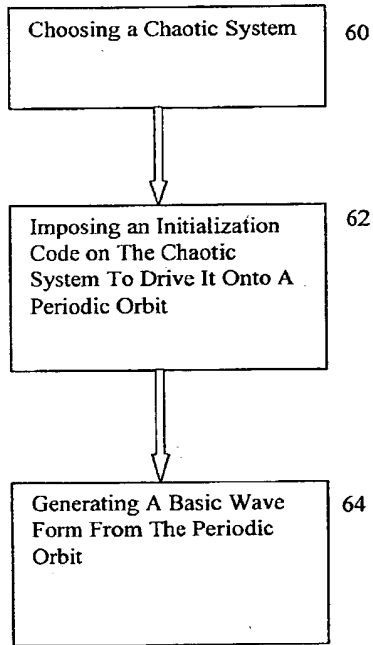 Choosing a Chaotic System
60
Imposing an Initialization
Code on The Chaotic
System To Drive It Onto A
Periodic Orbit
62
Generating A Basic Wave
Form From The Periodic
Orbit
64